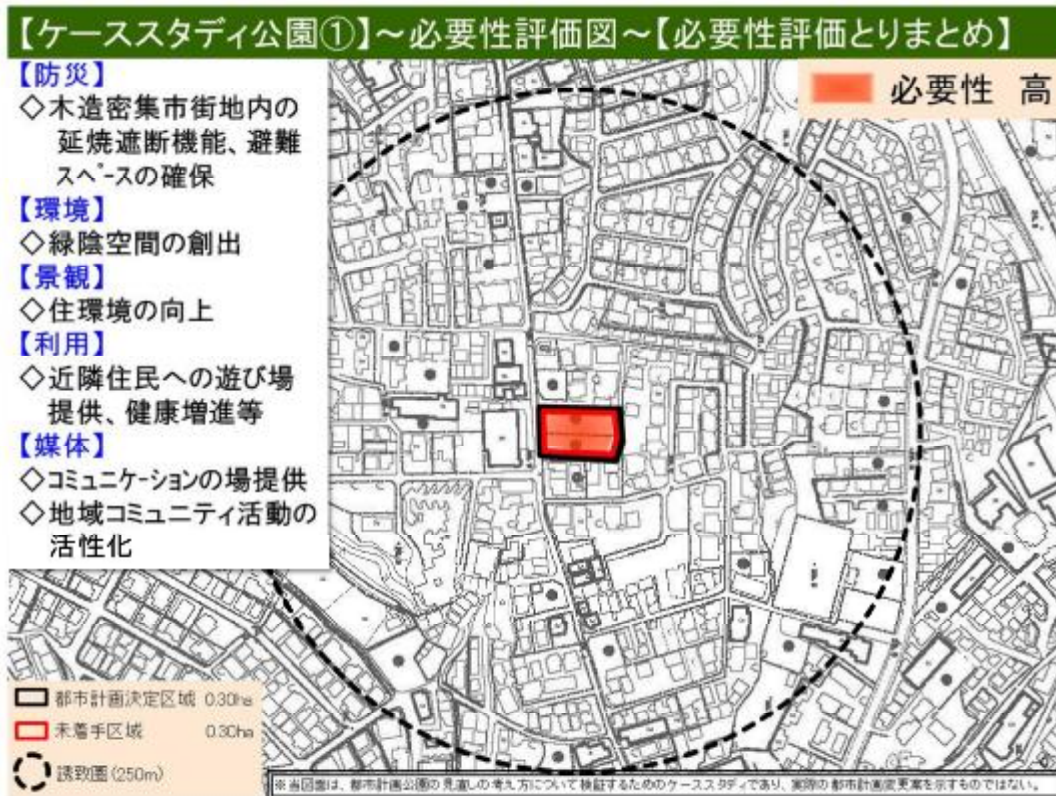 【ケーススタディ公園①】～必要性評価図～【必要性評価とりまとめ】
【防災】
◇木造密集市街地内の
延焼遮断機能、避難
スペースの確保
【環境】
◇緑陰空間の創出
【景観】
◇住環境の向上
【利用】
◇近隣住民への遊び場
提供、健康増進等
【媒体】
◇コミュニケーションの場提供
◇地域コミュニティ活動の
活性化
必要性 高
都市計画決定区域 0.30ha
未着手区域 0.30ha
誘致圏(250m)
※当図面は、都市計画公園の見直しの考え方について検証するためのケーススタディであり、実際の都市計画変更案を示すものではない。